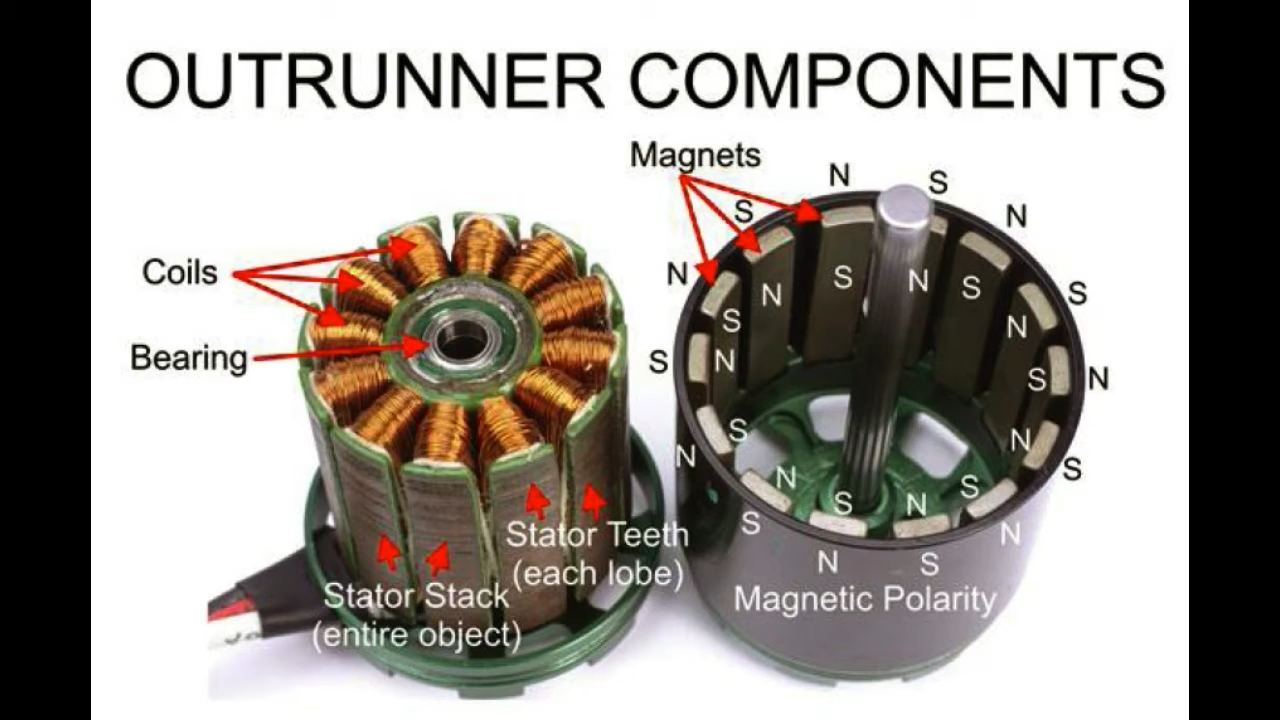 OUTRUNNER COMPONENTS
Magnets
N S
S N
Coils
N N S N S S
S N
Bearing
S N S N
S N
N S
N S
S N
S N
Stator Teeth
(each lobe)
N S
Stator Stack
(entire object)
Magnetic Polarity